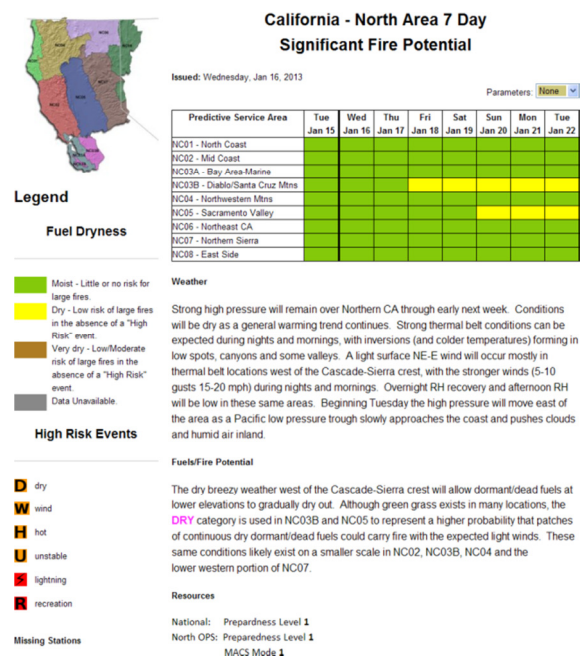 California - North Area 7 Day
Significant Fire Potential
Issued: Wednesday, Jan 16, 2013
Parameters: None
Predictive Service Area Tue Wed Thu Fri Sat Sun Mon Tue
Jan 15 Jan 16 Jan 17 Jan 18 Jan 19 Jan 20 Jan 21 Jan 22
NC01 - North Coast
NC02 - Mid Coast
NC03A - Bay Area-Marine
NC03B - Diablo/Santa Cruz Mtns
NC04 - Northwestern Mtns
NC05 - Sacramento Valley
NC06 - Northeast CA
NC07 - Northern Sierra
NC08 - East Side
Legend
Fuel Dryness
Moist - Little or no risk for
large fires.
Dry - Low risk of large fires
in the absence of a "High
Risk" event.
Very dry - Low/Moderate
risk of large fires in the
absence of a "High Risk"
event.
Data Unavailable.
High Risk Events
D dry
W wind
H hot
U unstable
lightning
R recreation
Missing Stations
Weather
Strong high pressure will remain over Northern CA through early next week. Conditions
will be dry as a general warming trend continues. Strong thermal belt conditions can be
expected during nights and mornings, with inversions (and colder temperatures) forming in
low spots, canyons and some valleys. A light surface NE-E wind will occur mostly in
thermal belt locations west of the Cascade-Sierra crest, with the stronger winds (5-10
gusts 15-20 mph) during nights and mornings. Overnight RH recovery and afternoon RH
will be low in these same areas. Beginning Tuesday the high pressure will move east of
the area as a Pacific low pressure trough slowly approaches the coast and pushes clouds
and humid air inland.
Fuels/Fire Potential
The dry breezy weather west of the Cascade-Sierra crest will allow dormant/dead fuels at
lower elevations to gradually dry out. Although green grass exists in many locations, the
DRY category is used in NC03B and NC05 to represent a higher probability that patches
of continuous dry dormant/dead fuels could carry fire with the expected light winds. These
same conditions likely exist on a smaller scale in NC02, NC03B, NC04 and the
lower western portion of NC07.
Resources
National: Prepardness Level 1
North OPS: Preparedness Level 1
MACS Mode 1